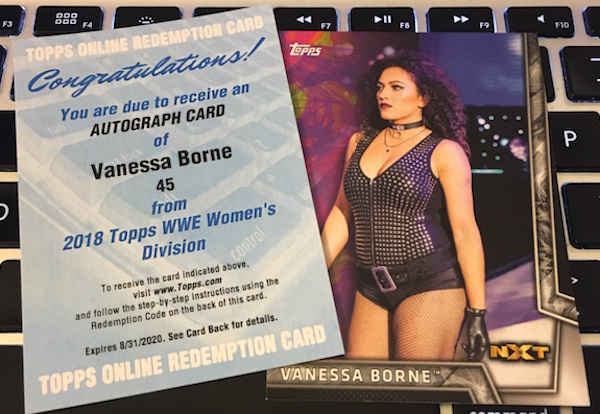 F3
F4
F7
F8
F9
F10
TOPPS ONLINE REDEMPTION CARD
Congratulations!
You are due to receive an
AUTOGRAPH CARD
of
Vanessa Borne
45
from
2018 Topps WWE Women's
Division
To receive the card indicated above,
visit www.Topps.com
and follow the step-by-step instructions using the
Redemption Code on the back of this card.
Expires 8/31/2020. See Card Back for details.
TOPPS ONLINE REDEMPTION CARD
control
topps
NXT
VANESSA BORNE™
P
command